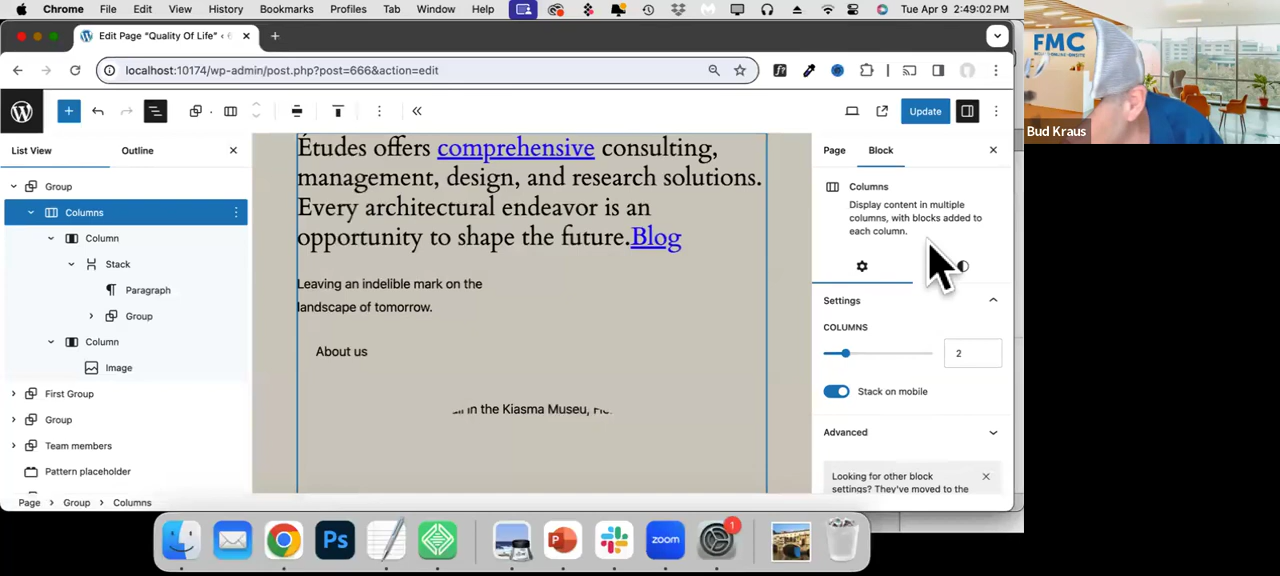 Chrome File Edit View History Bookmarks Profiles Tab Window Help Tue Apr 9 2:49:02 PM
Edit Page “Quality Of Life” ‹
localhost:10174/wp-admin/post.php?post=666&action=edit
Update
List View Outline
Page Block
Group
Columns
Column
Stack
Paragraph
Group
Column
Image
First Group
Group
Team members
Pattern placeholder
Études offers comprehensive consulting,
management, design, and research solutions.
Every architectural endeavor is an
opportunity to shape the future.Blog
Leaving an indelible mark on the
landscape of tomorrow.
About us
in the Kiasma Museu,
Columns
Display content in multiple
columns, with blocks added to
each column.
Settings
COLUMNS
2
Stack on mobile
Advanced
Looking for other block
settings? They've moved to the
Page › Group › Columns
Ps
zoom
1
FMC
Bud Kraus